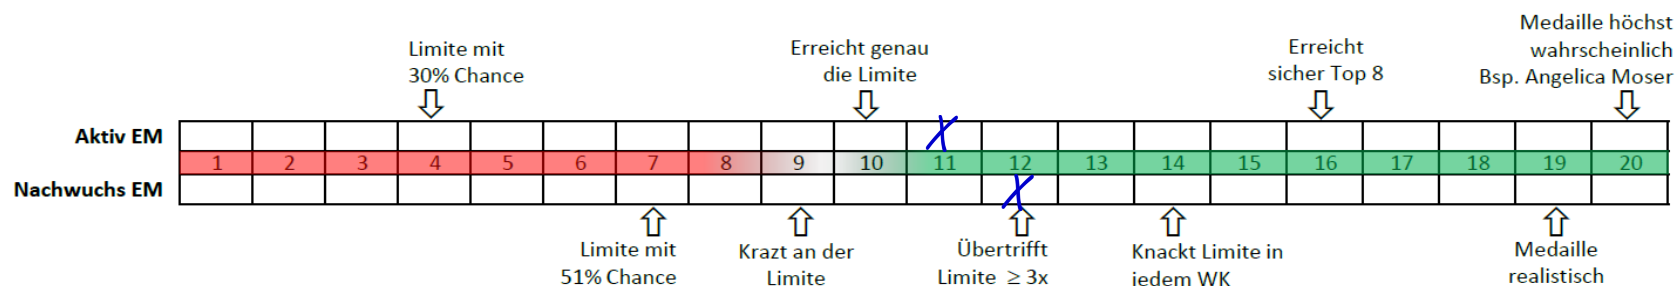 Medaille höchst
Limite mit
Erreicht genau
Erreicht
wahrscheinlich
30% Chance
die Limite
sicher Top 8
Bsp. Angelica Moser
Aktiv EM
1 2 3 4 5 6 7 8 9 10 11 12 13 14 15 16 17 18 19 20
Nachwuchs EM
Limite mit
51% Chance
Krazt an der
Limite
Übertrifft
Limite ≥ 3x
Knackt Limite in
jedem WK
Medaille
realistisch